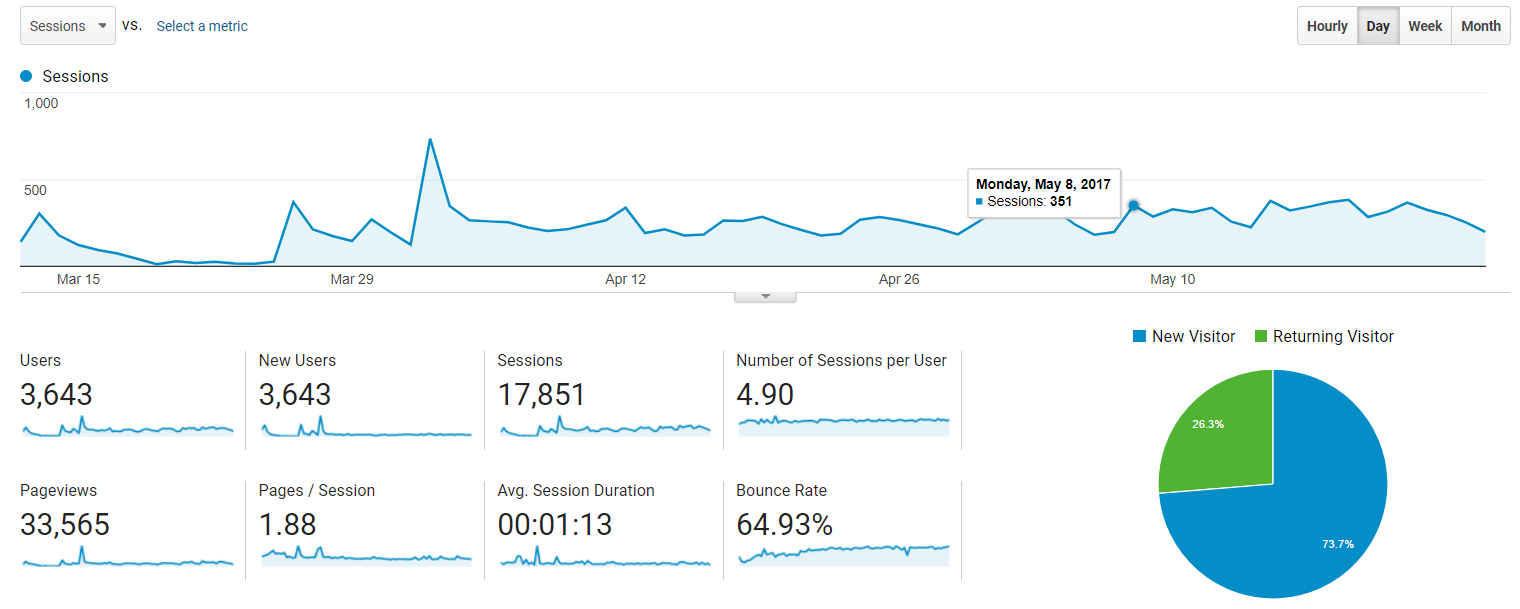 Sessions vs. Select a metric Hourly Day Week Month
Sessions
1,000
500
Monday, May 8, 2017
Sessions: 351
Mar 15 Mar 29 Apr 12 Apr 26 May 10
New Visitor Returning Visitor
Users New Users Sessions Number of Sessions per User
3,643 3,643 17,851 4.90
26.3%
Pageviews Pages / Session Avg. Session Duration Bounce Rate
33,565 1.88 00:01:13 64.93%
73.7%